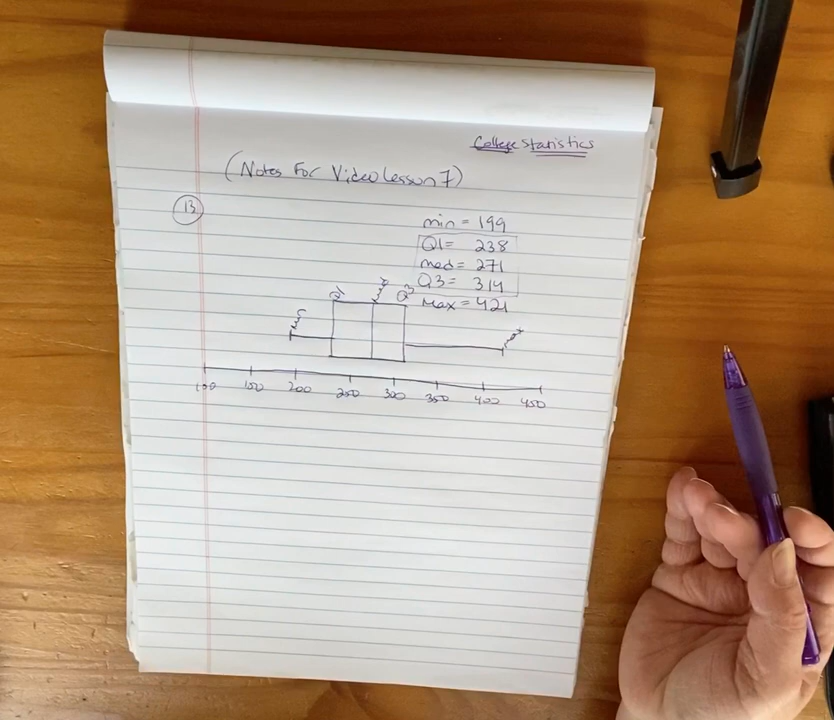 College Statistics
(Notes For Video Lesson 7)
13
min = 199
Q1 = 238
med = 271
Q3 = 314
Max = 421
Min Q1 med Q3 max
100 150 200 250 300 350 400 450